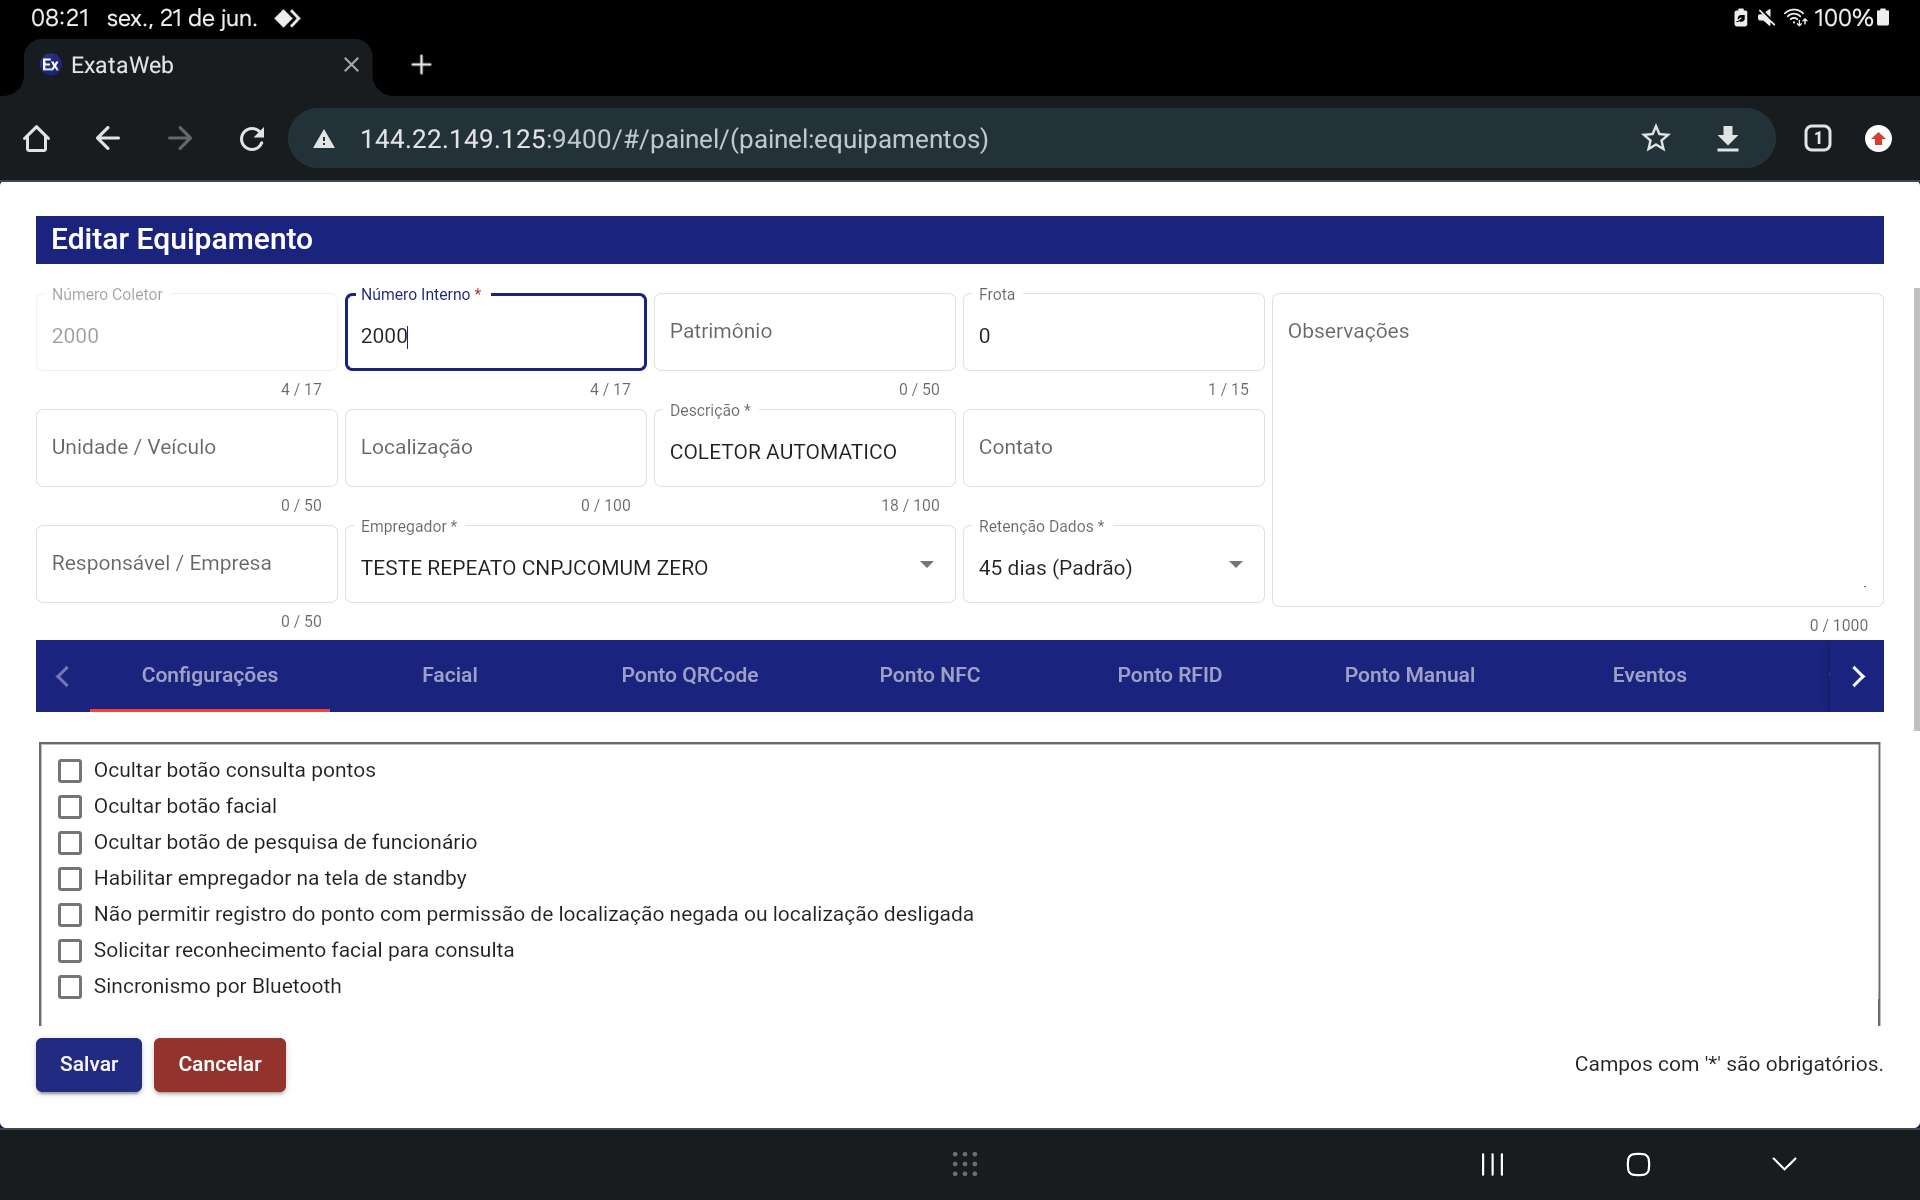 08:21 sex., 21 de jun. 100%
Ex ExataWeb
144.22.149.125:9400/#/painel/(painel:equipamentos) 1
Editar Equipamento
Número Coletor Número Interno * Frota
2000 2000 Patrimônio 0 Observações
4 / 17 4 / 17 0 / 50 1 / 15
Descrição *
Unidade / Veículo Localização COLETOR AUTOMATICO Contato
0 / 50 0 / 100 18 / 100
Empregador * Retenção Dados *
Responsável / Empresa TESTE REPEATO CNPJCOMUM ZERO 45 dias (Padrão)
0 / 50 0 / 1000
Configurações Facial Ponto QRCode Ponto NFC Ponto RFID Ponto Manual Eventos
Ocultar botão consulta pontos
Ocultar botão facial
Ocultar botão de pesquisa de funcionário
Habilitar empregador na tela de standby
Não permitir registro do ponto com permissão de localização negada ou localização desligada
Solicitar reconhecimento facial para consulta
Sincronismo por Bluetooth
Salvar Cancelar Campos com '*' são obrigatórios.